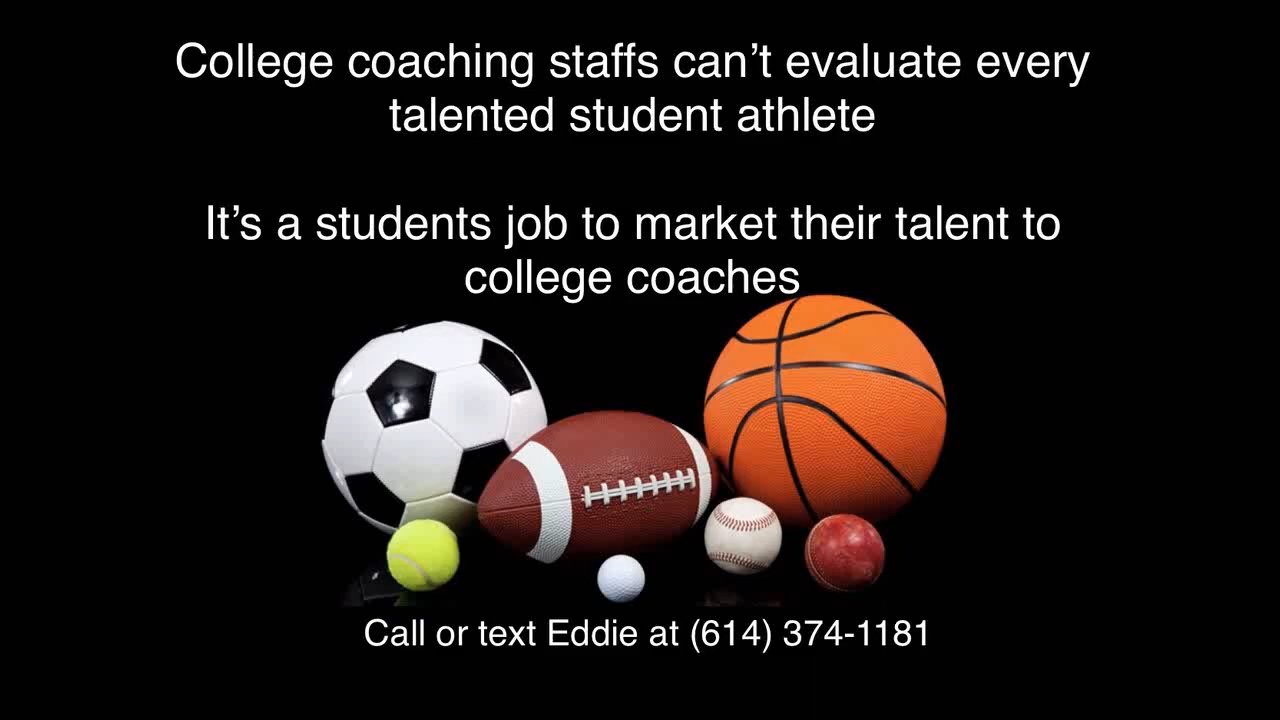 College coaching staffs can’t evaluate every
talented student athlete
It’s a students job to market their talent to
college coaches
Call or text Eddie at (614) 374-1181